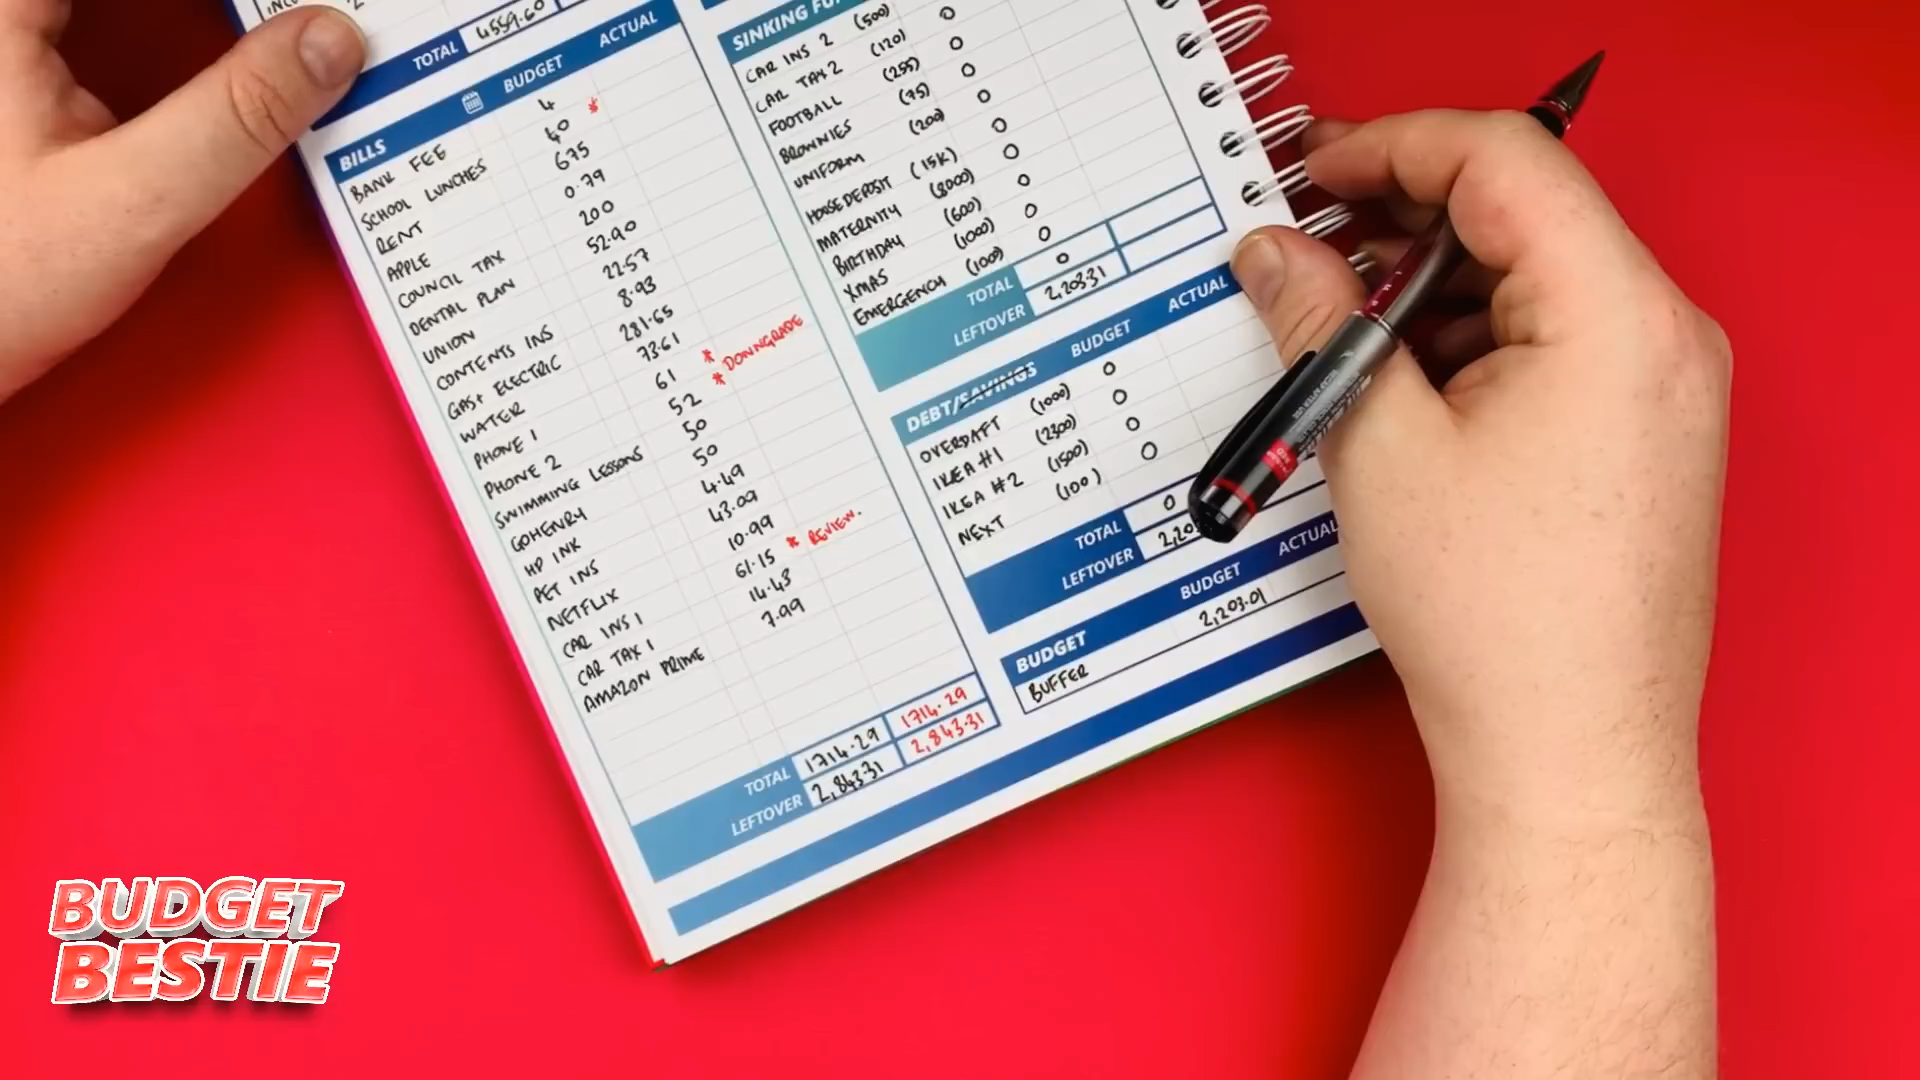 TOTAL 4559.60
BILLS BUDGET ACTUAL
BANK FEE 4
SCHOOL LUNCHES 40 *
RENT 675
APPLE 0.79
COUNCIL TAX 200
DENTAL PLAN 52.90
UNION 22.57
CONTENTS INS 8.93
GAS+ ELECTRIC 281.65
WATER 73.61
PHONE 1 61 *
PHONE 2 52 * DOWNGRADE
SWIMMING LESSONS 50
GOHENRY 50
HP INK 4.49
PET INS 43.09
NETFLIX 10.99
CAR INS 1 61.15 * REVIEW.
CAR TAX 1 14.43
AMAZON PRIME 7.99
TOTAL 1714.29 1714.29
LEFTOVER 2,843.31 2,843.31
SINKING
CAR INS 2 (500)
CAR TAX 2 (120) 0
FOOTBALL (255) 0
BROWNIES (75) 0
UNIFORM (200) 0
HOUSE DEPOSIT (15K) 0
MATERNITY (8000) 0
BIRTHDAY (600) 0
XMAS (1000) 0
EMERGENCY (100) 0
TOTAL 0
LEFTOVER 2,203.31
DEBT/SAVINGS BUDGET ACTUAL
OVERDRAFT (1000) 0
IKEA #1 (2300) 0
IKEA #2 (1500) 0
NEXT (100) 0
TOTAL 0
LEFTOVER 2,20
BUDGET BUDGET ACTUAL
BUFFER 2,203.01
BUDGET
BESTIE